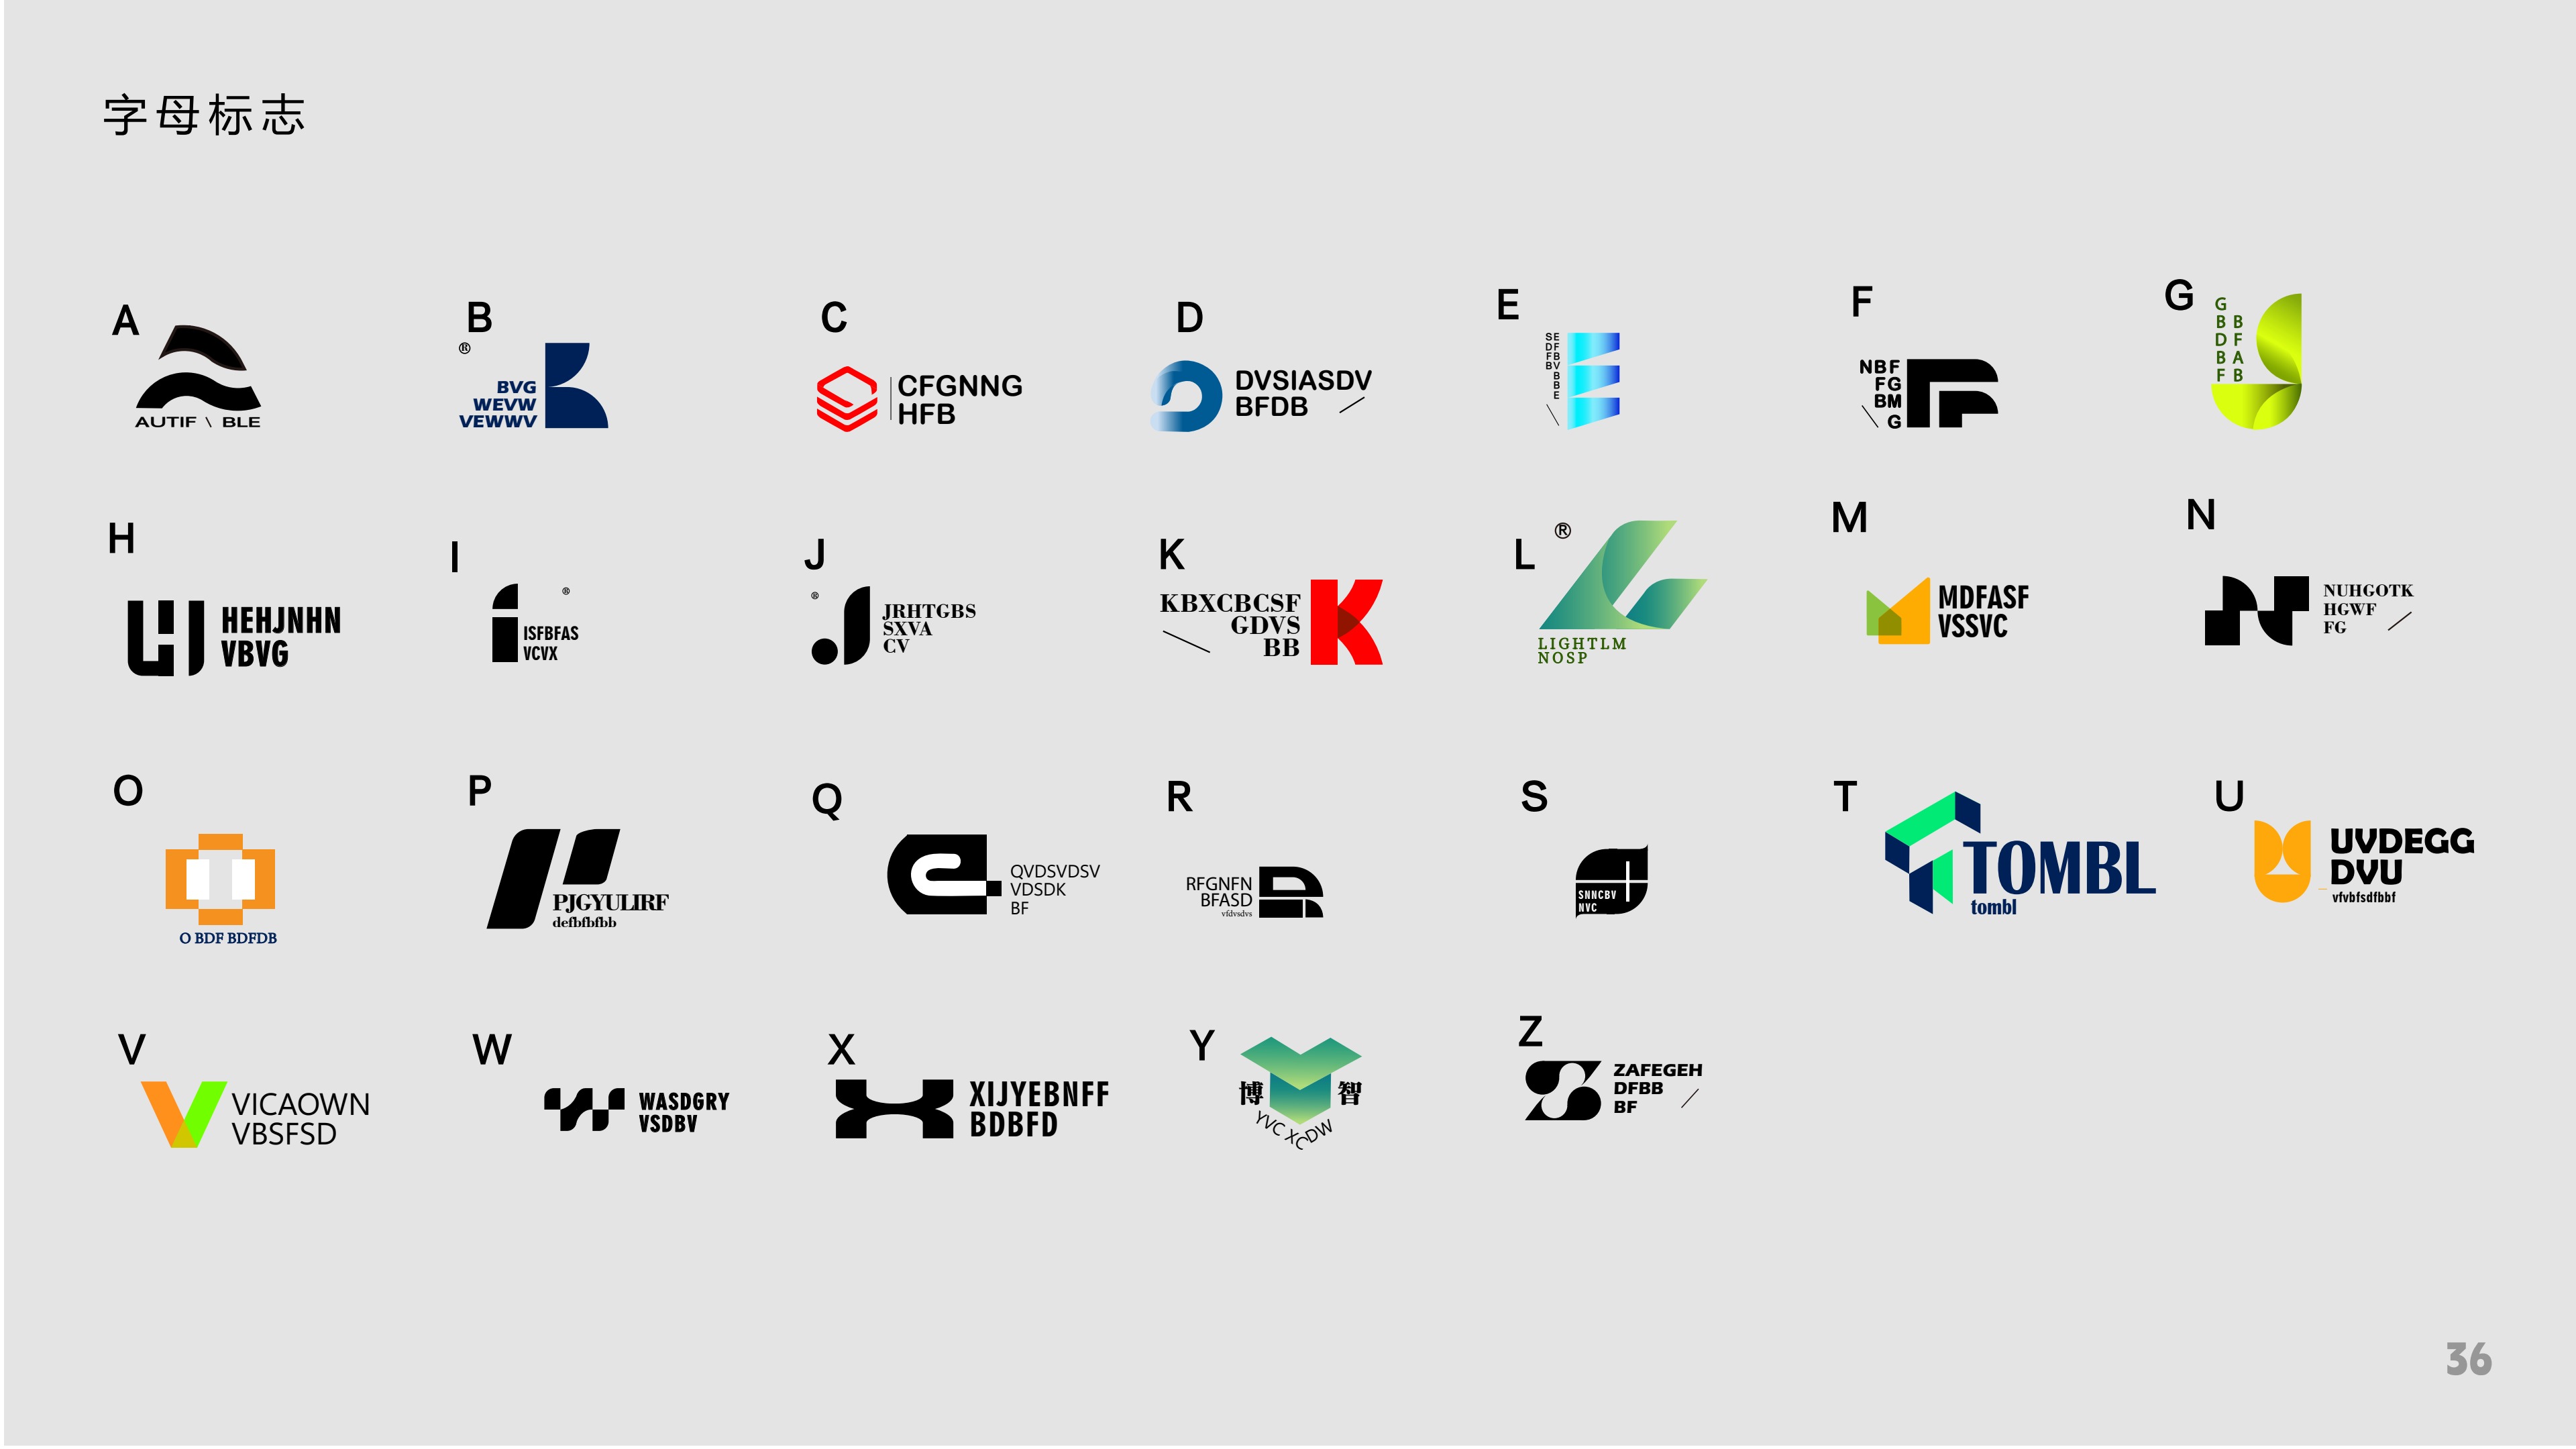 字母标志
A
AUTIF \ BLE
B
®
BVG
WEVW
VEWWV
C
CFGNNG
HFB
D
DVSIASDV
BFDB
E
SE
DF
FB
BV
B
B
E
F
NBF
FG
BM
G
G
G
B B
D F
B A
F B
H
HEHJNHN
VBVG
I
®
ISFBFAS
VCVX
J
®
JRHTGBS
SXVA
CV
K
KBXCBCSF
GDVS
BB
L
®
LIGHTLM
NOSP
M
MDFASF
VSSVC
N
NUHGOTK
HGWF
FG
O
O BDF BDFDB
P
PJGYULIRF
defbfbfbb
Q
QVDSVDSV
VDSDK
BF
R
RFGNFN
BFASD
vfdvsdvs
S
SNNCBV
NVC
T
TOMBL
tombl
U
UVDEGG
DVU
vfvbfsdfbbf
V
VICAOWN
VBSFSD
W
WASDGRY
VSDBV
X
XIJYEBNFF
BDBFD
Y
博 智
YVC XCDW
Z
ZAFEGEH
DFBB
BF
36